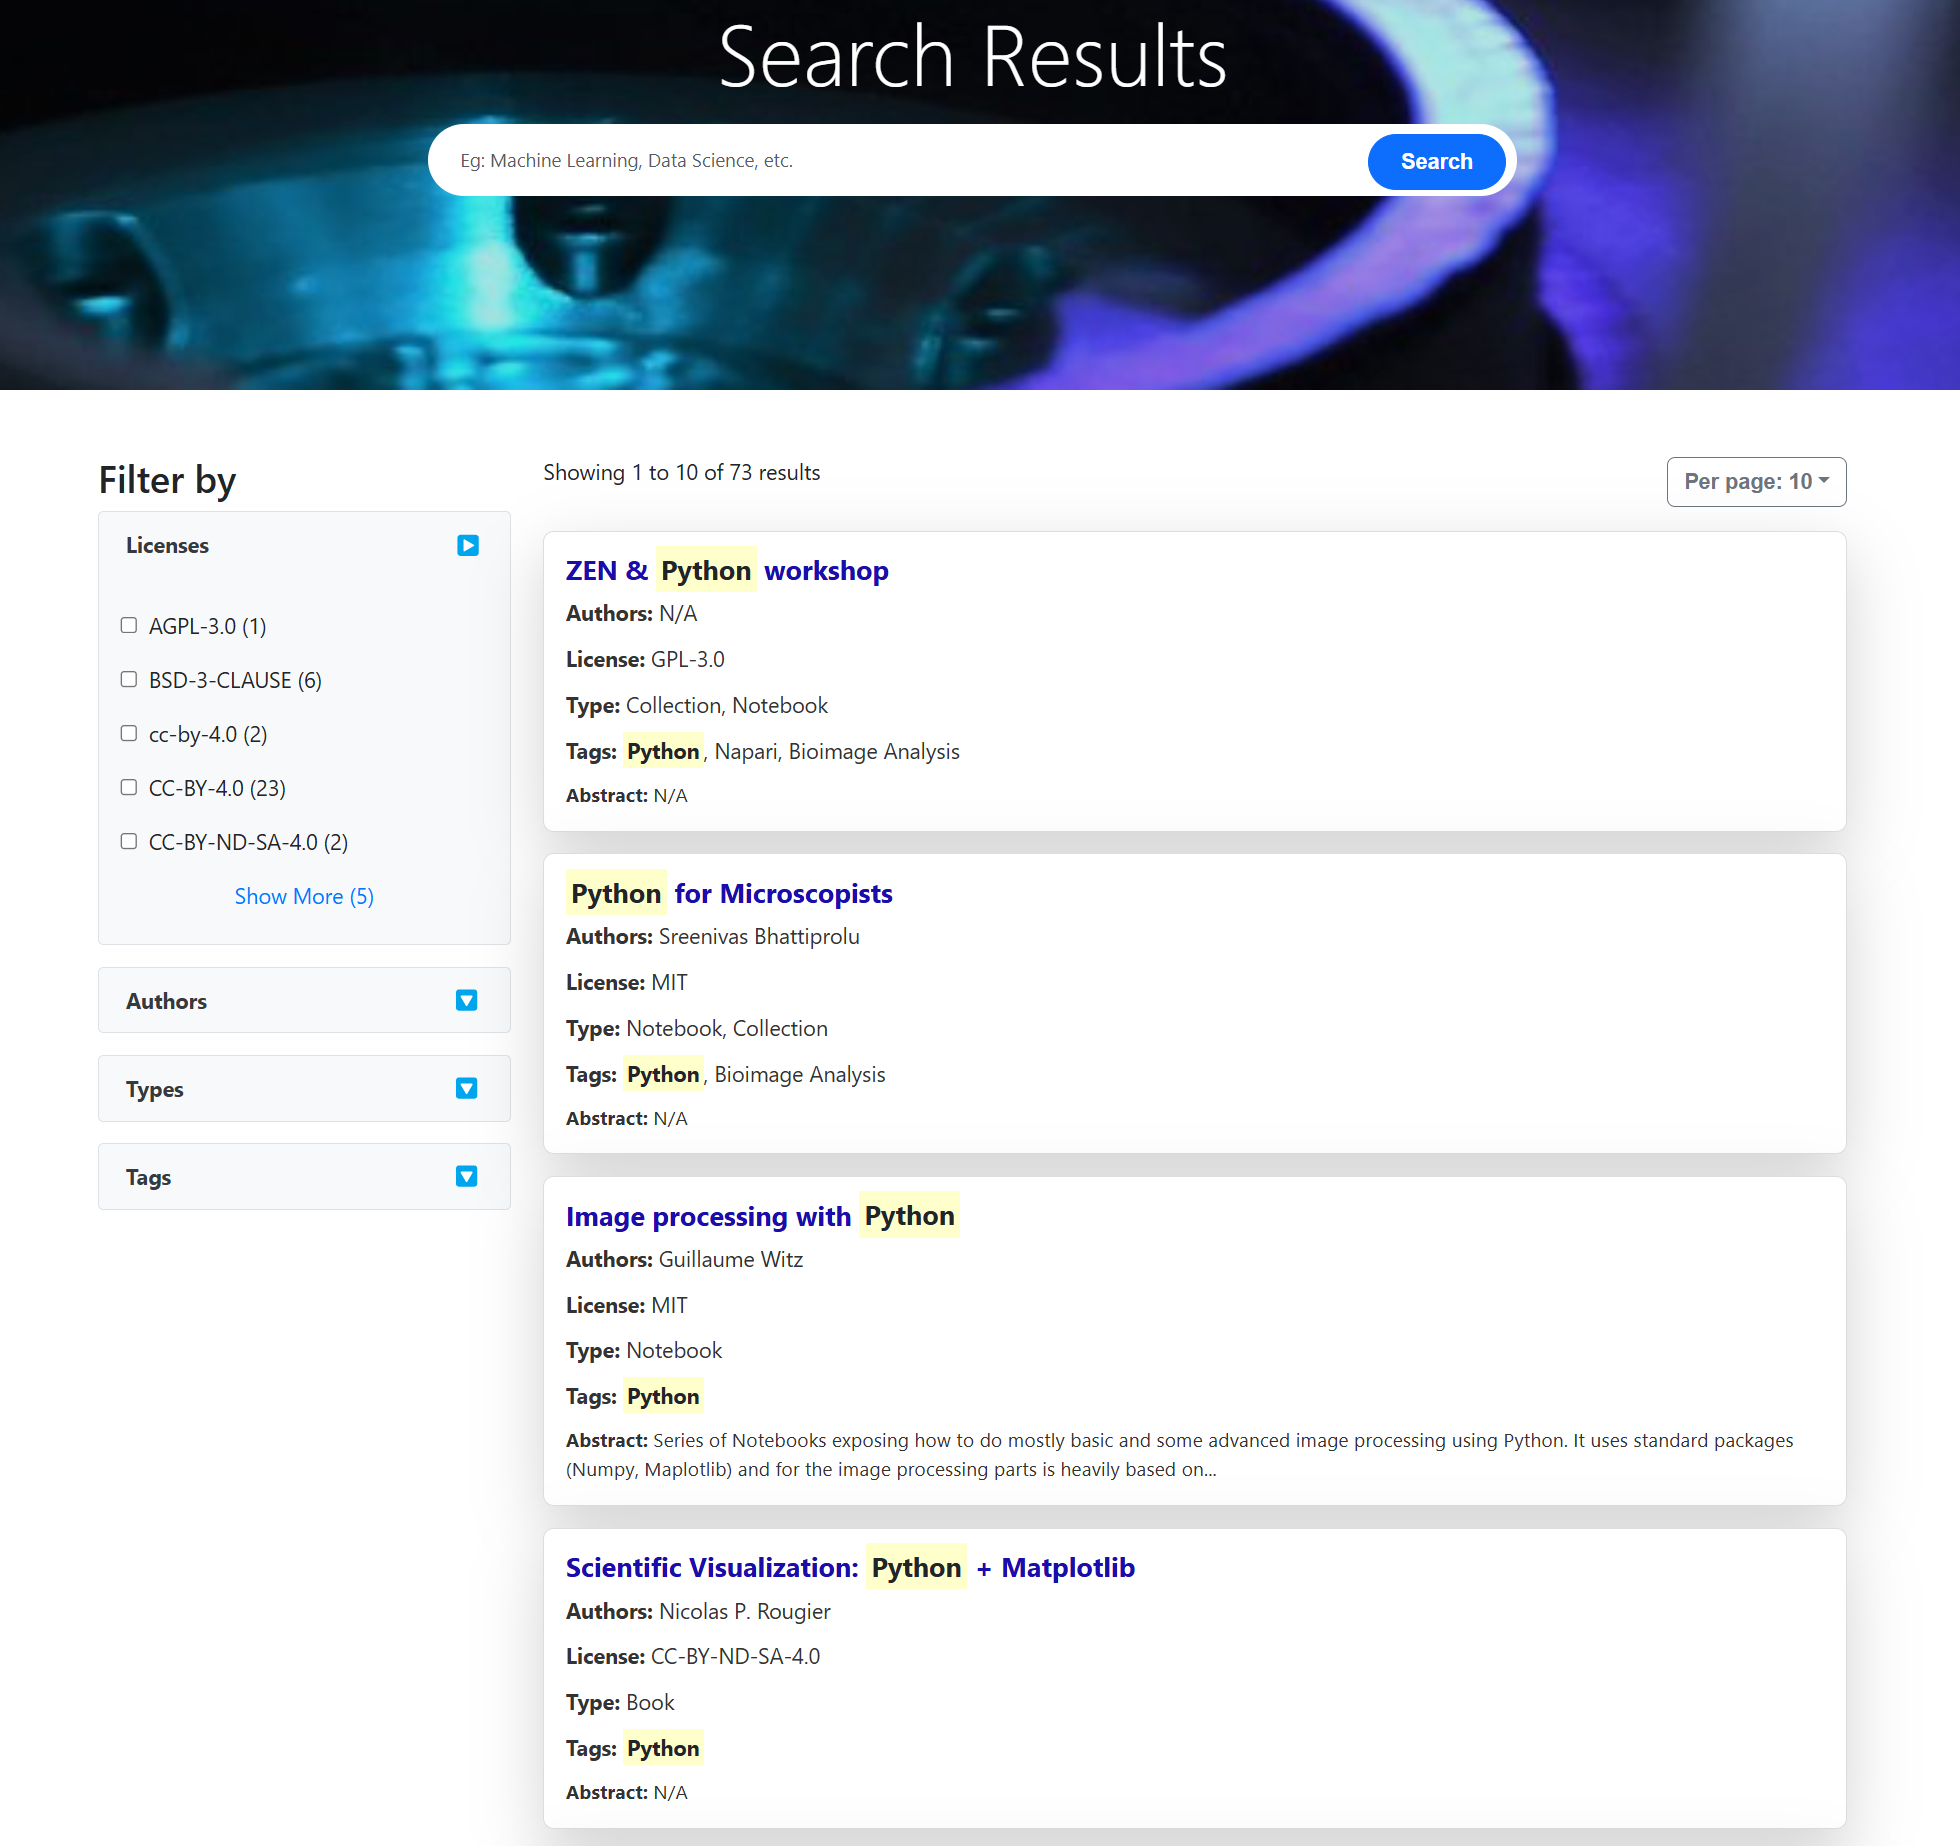 Search Results
Eg: Machine Learning, Data Science, etc.
Search
Filter by
Licenses
AGPL-3.0 (1)
BSD-3-CLAUSE (6)
cc-by-4.0 (2)
CC-BY-4.0 (23)
CC-BY-ND-SA-4.0 (2)
Show More (5)
Authors
Types
Tags
Showing 1 to 10 of 73 results
Per page: 10
ZEN & Python workshop
Authors: N/A
License: GPL-3.0
Type: Collection, Notebook
Tags: Python, Napari, Bioimage Analysis
Abstract: N/A
Python for Microscopists
Authors: Sreenivas Bhattiprolu
License: MIT
Type: Notebook, Collection
Tags: Python, Bioimage Analysis
Abstract: N/A
Image processing with Python
Authors: Guillaume Witz
License: MIT
Type: Notebook
Tags: Python
Abstract: Series of Notebooks exposing how to do mostly basic and some advanced image processing using Python. It uses standard packages
(Numpy, Maplotlib) and for the image processing parts is heavily based on...
Scientific Visualization: Python + Matplotlib
Authors: Nicolas P. Rougier
License: CC-BY-ND-SA-4.0
Type: Book
Tags: Python
Abstract: N/A